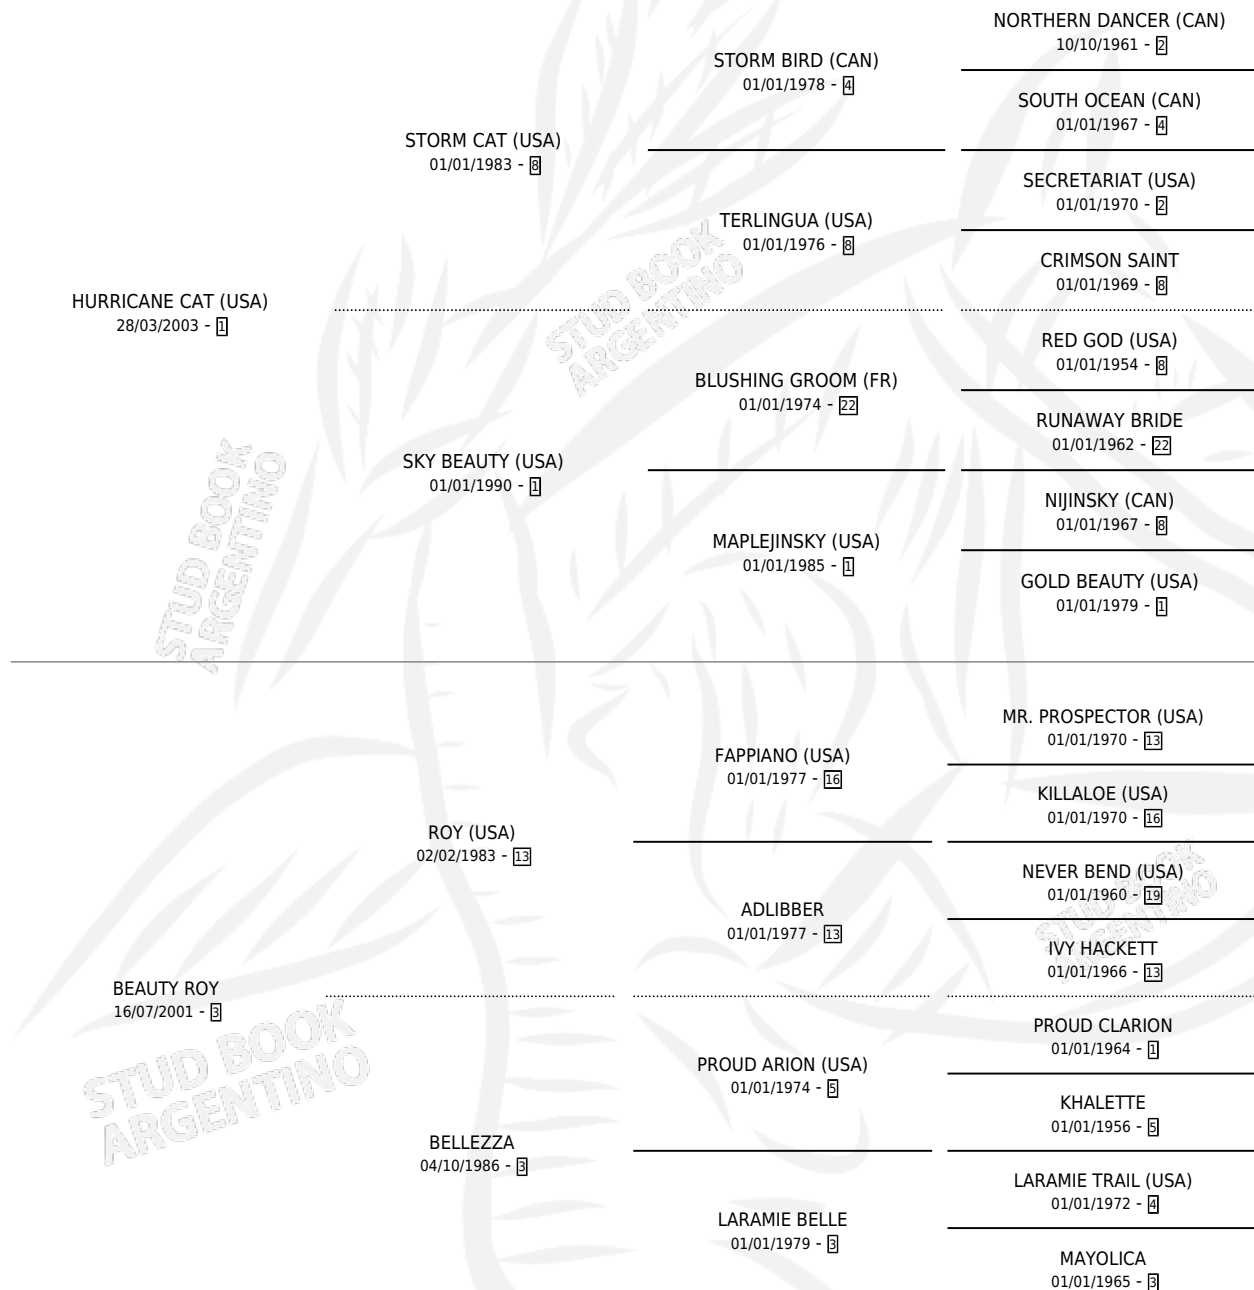 NORTHERN DANCER (CAN)
10/10/1961 - 2
STORM BIRD (CAN)
01/01/1978 - 4
SOUTH OCEAN (CAN)
01/01/1967 - 4
STORM CAT (USA)
01/01/1983 - 8
SECRETARIAT (USA)
01/01/1970 - 2
TERLINGUA (USA)
01/01/1976 - 8
CRIMSON SAINT
01/01/1969 - 8
HURRICANE CAT (USA)
28/03/2003 - 1
STUD BOOK
ARGENTINO
RED GOD (USA)
01/01/1954 - 8
BLUSHING GROOM (FR)
01/01/1974 - 22
RUNAWAY BRIDE
01/01/1962 - 22
SKY BEAUTY (USA)
01/01/1990 - 1
NIJINSKY (CAN)
01/01/1967 - 8
MAPLEJINSKY (USA)
01/01/1985 - 1
GOLD BEAUTY (USA)
01/01/1979 - 1
STUD BOOK
ARGENTINO
MR. PROSPECTOR (USA)
01/01/1970 - 13
FAPPIANO (USA)
01/01/1977 - 16
KILLALOE (USA)
01/01/1970 - 16
ROY (USA)
02/02/1983 - 13
NEVER BEND (USA)
01/01/1960 - 19
STUD BOOK
ARGENTINO
ADLIBBER
01/01/1977 - 13
IVY HACKETT
01/01/1966 - 13
BEAUTY ROY
16/07/2001 - 3
STUD BOOK
ARGENTINO
PROUD CLARION
01/01/1964 - 1
PROUD ARION (USA)
01/01/1974 - 5
KHALETTE
01/01/1956 - 5
BELLEZZA
04/10/1986 - 3
LARAMIE TRAIL (USA)
01/01/1972 - 4
LARAMIE BELLE
01/01/1979 - 3
MAYOLICA
01/01/1965 - 3